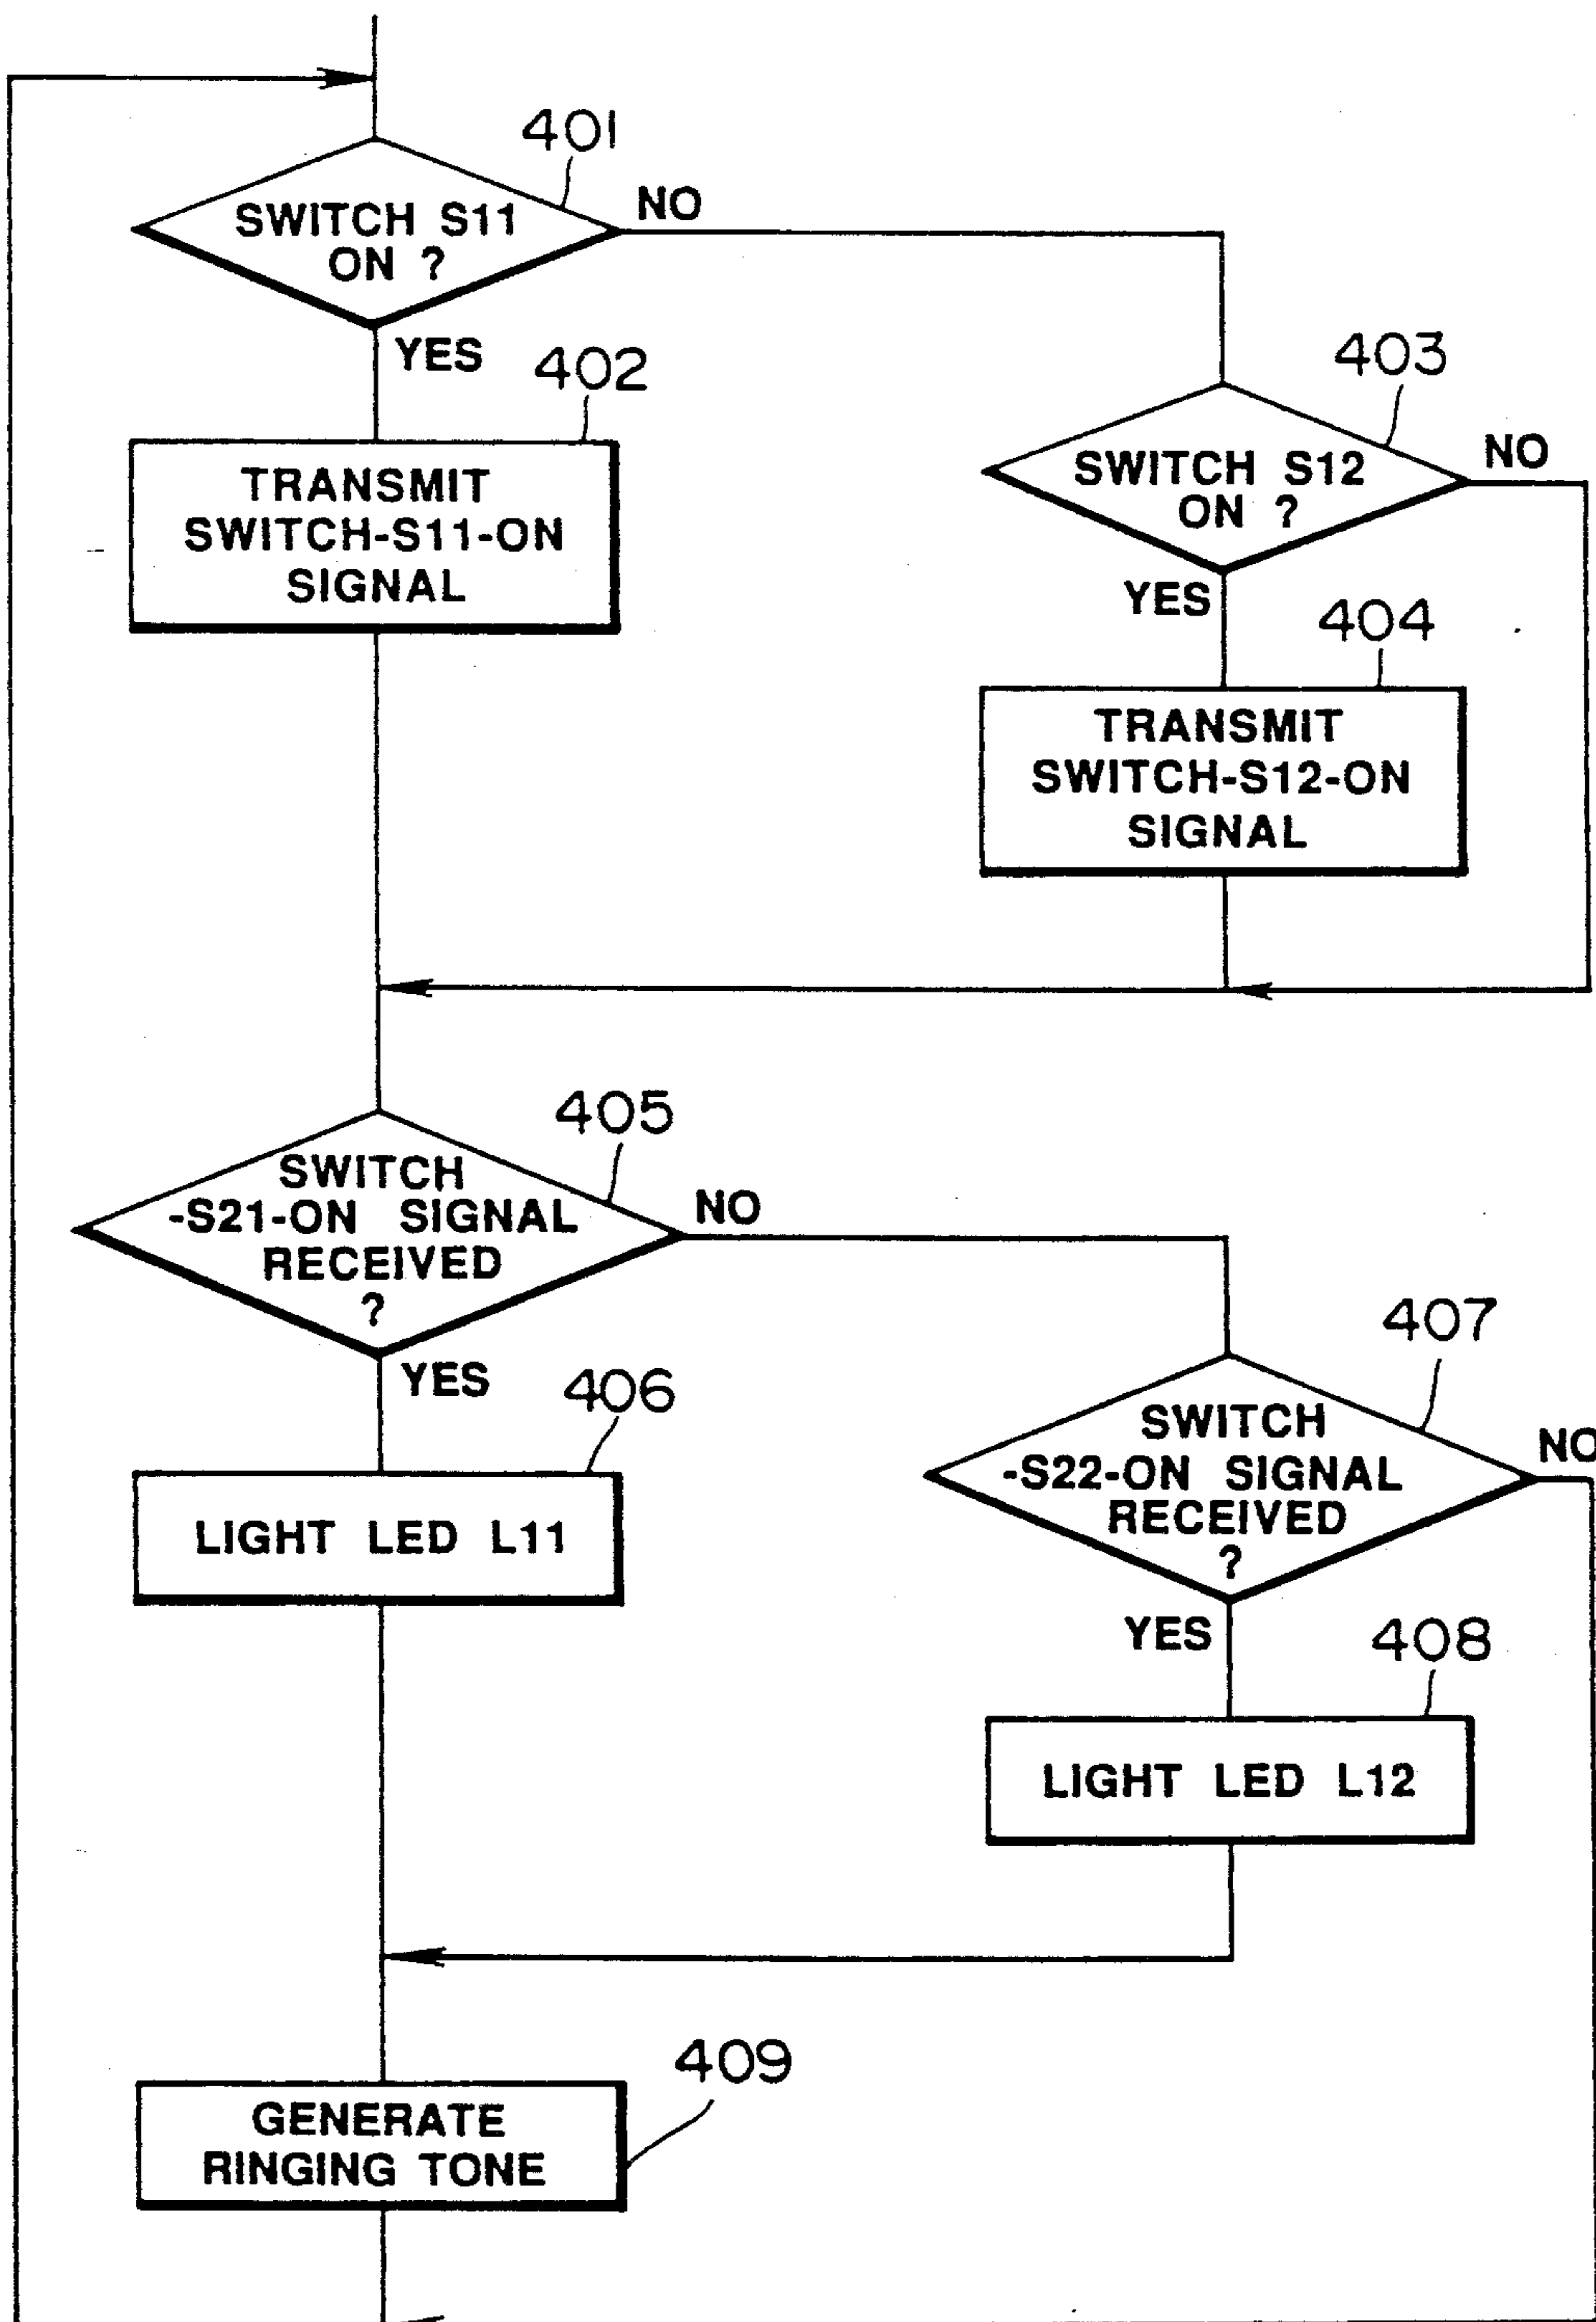 401
SWITCH S11
ON ?
NO
YES
402
TRANSMIT
SWITCH-S11-ON
SIGNAL
403
SWITCH S12
ON ?
NO
YES
404
TRANSMIT
SWITCH-S12-ON
SIGNAL
405
SWITCH
-S21-ON SIGNAL
RECEIVED
?
NO
YES
406
LIGHT LED L11
407
SWITCH
-S22-ON SIGNAL
RECEIVED
?
NO
YES
408
LIGHT LED L12
409
GENERATE
RINGING TONE